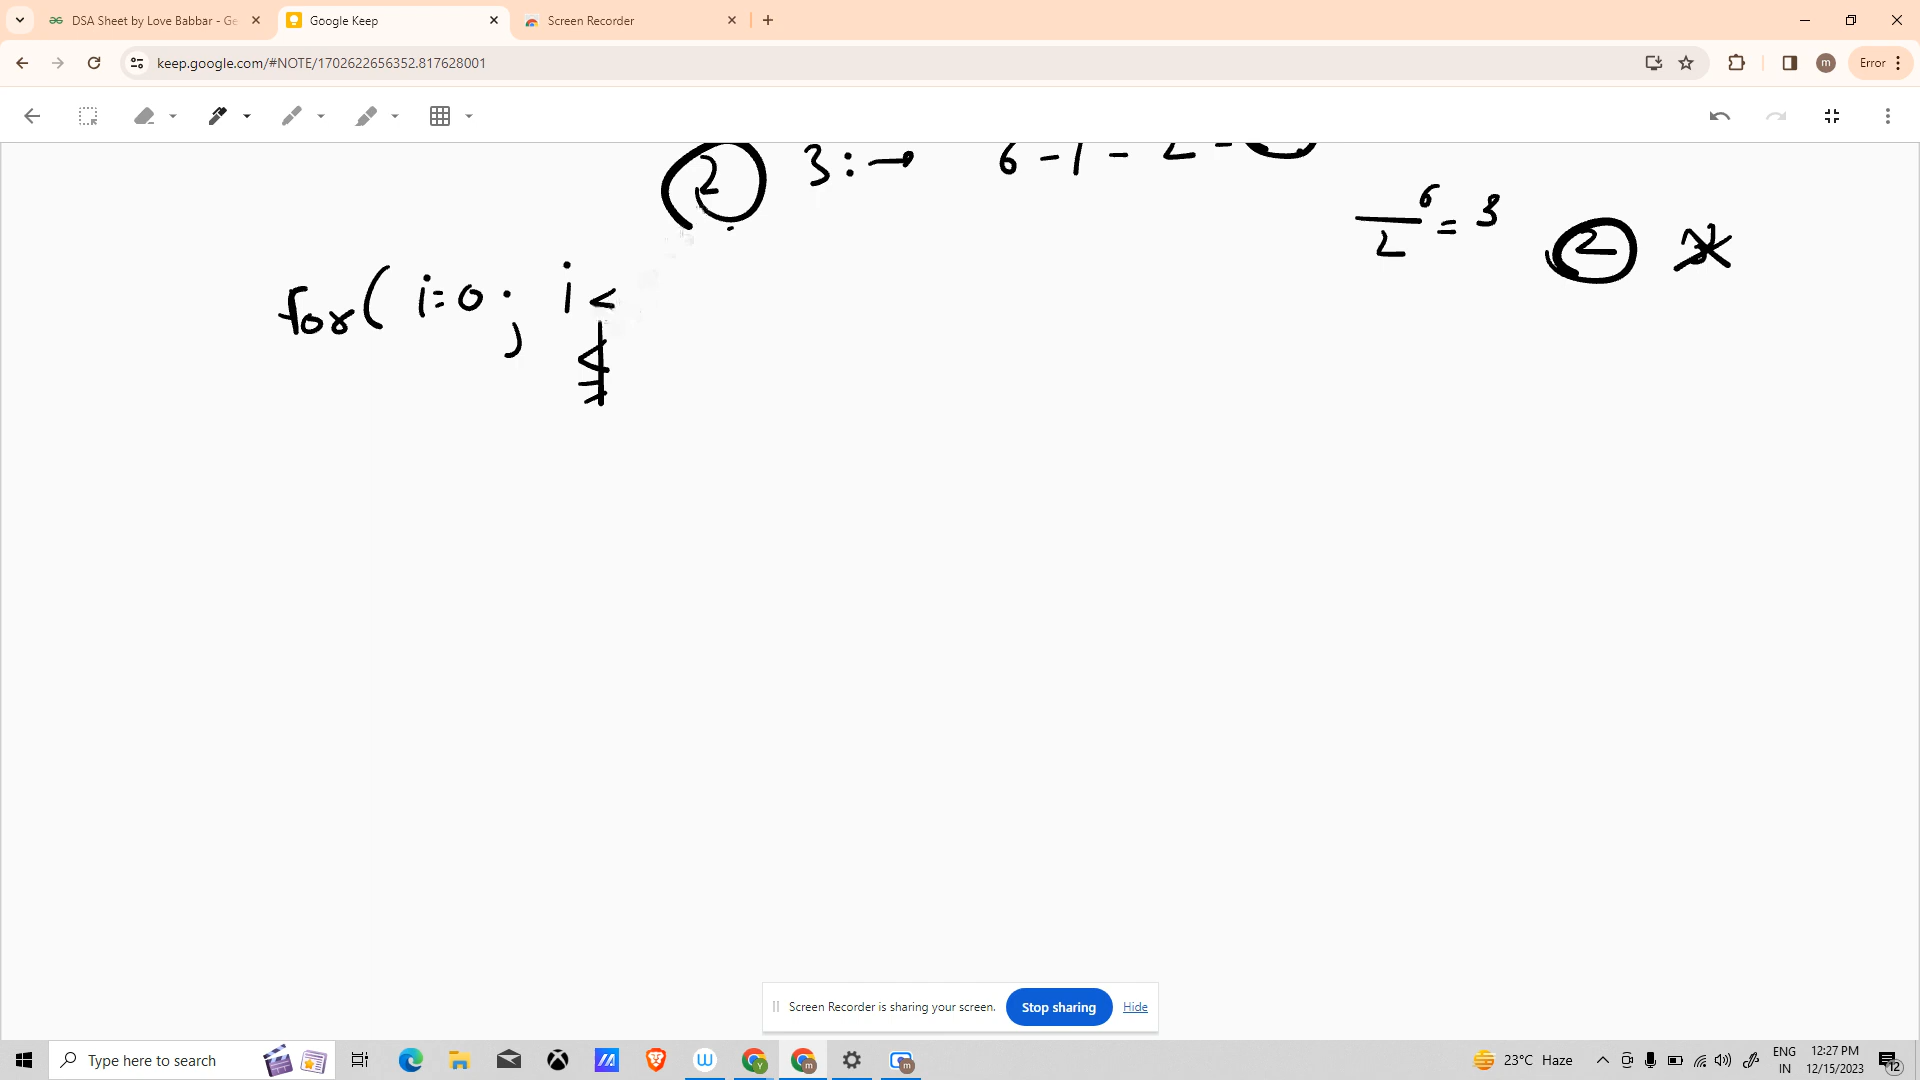 DSA Sheet by Love Babbar - Ge
Google Keep
Screen Recorder
keep.google.com/#NOTE/1702622656352.817628001
m
Error
2 3 : → 6 - 1 - 2 =
6
2 = 3
2
for( i=0 ; i <
<
Screen Recorder is sharing your screen. Stop sharing Hide
Type here to search
23°C Haze
ENG
IN
12:27 PM
12/15/2023
12